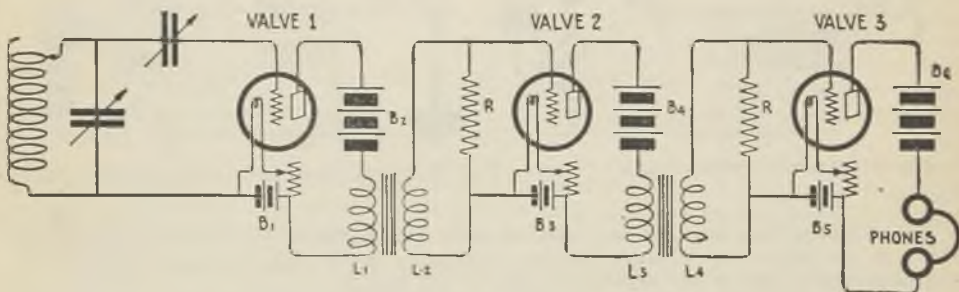 VALVE 1
VALVE 2
VALVE 3
B2
R
B4
R
B6
B1
B3
B5
PHONES
L1
L2
L3
L4